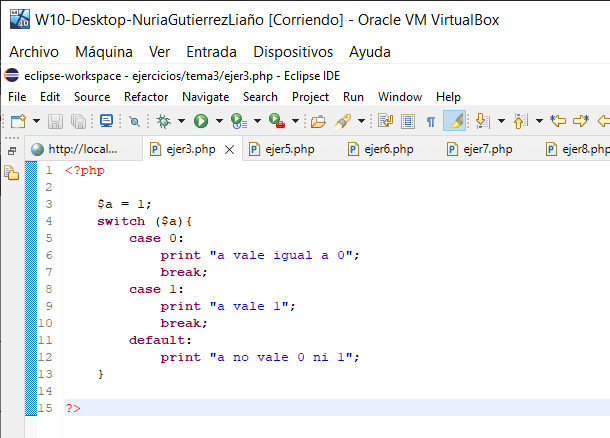 W10-Desktop-NuriaGutierrezLiaño [Corriendo] - Oracle VM VirtualBox
Archivo Máquina Ver Entrada Dispositivos Ayuda
eclipse-workspace - ejercicios/tema3/ejer3.php - Eclipse IDE
File Edit Source Refactor Navigate Search Project Run Window Help
http://local... ejer3.php ejer5.php ejer6.php ejer7.php ejer8.php
1 <?php
2
3 $a = 1;
4 switch ($a){
5 case 0:
6 print "a vale igual a 0";
7 break;
8 case 1:
9 print "a vale 1";
10 break;
11 default:
12 print "a no vale 0 ni 1";
13 }
14
15 ?>